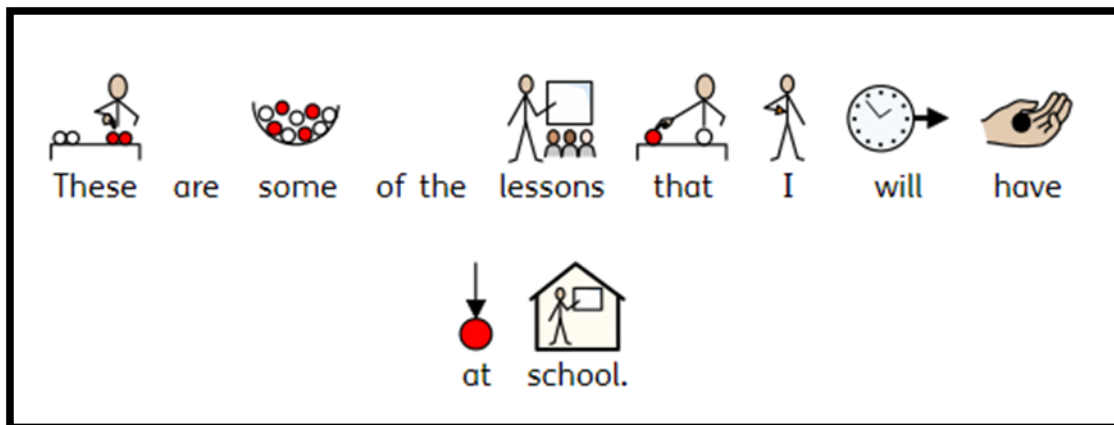 These are some of the lessons that I will have
at school.